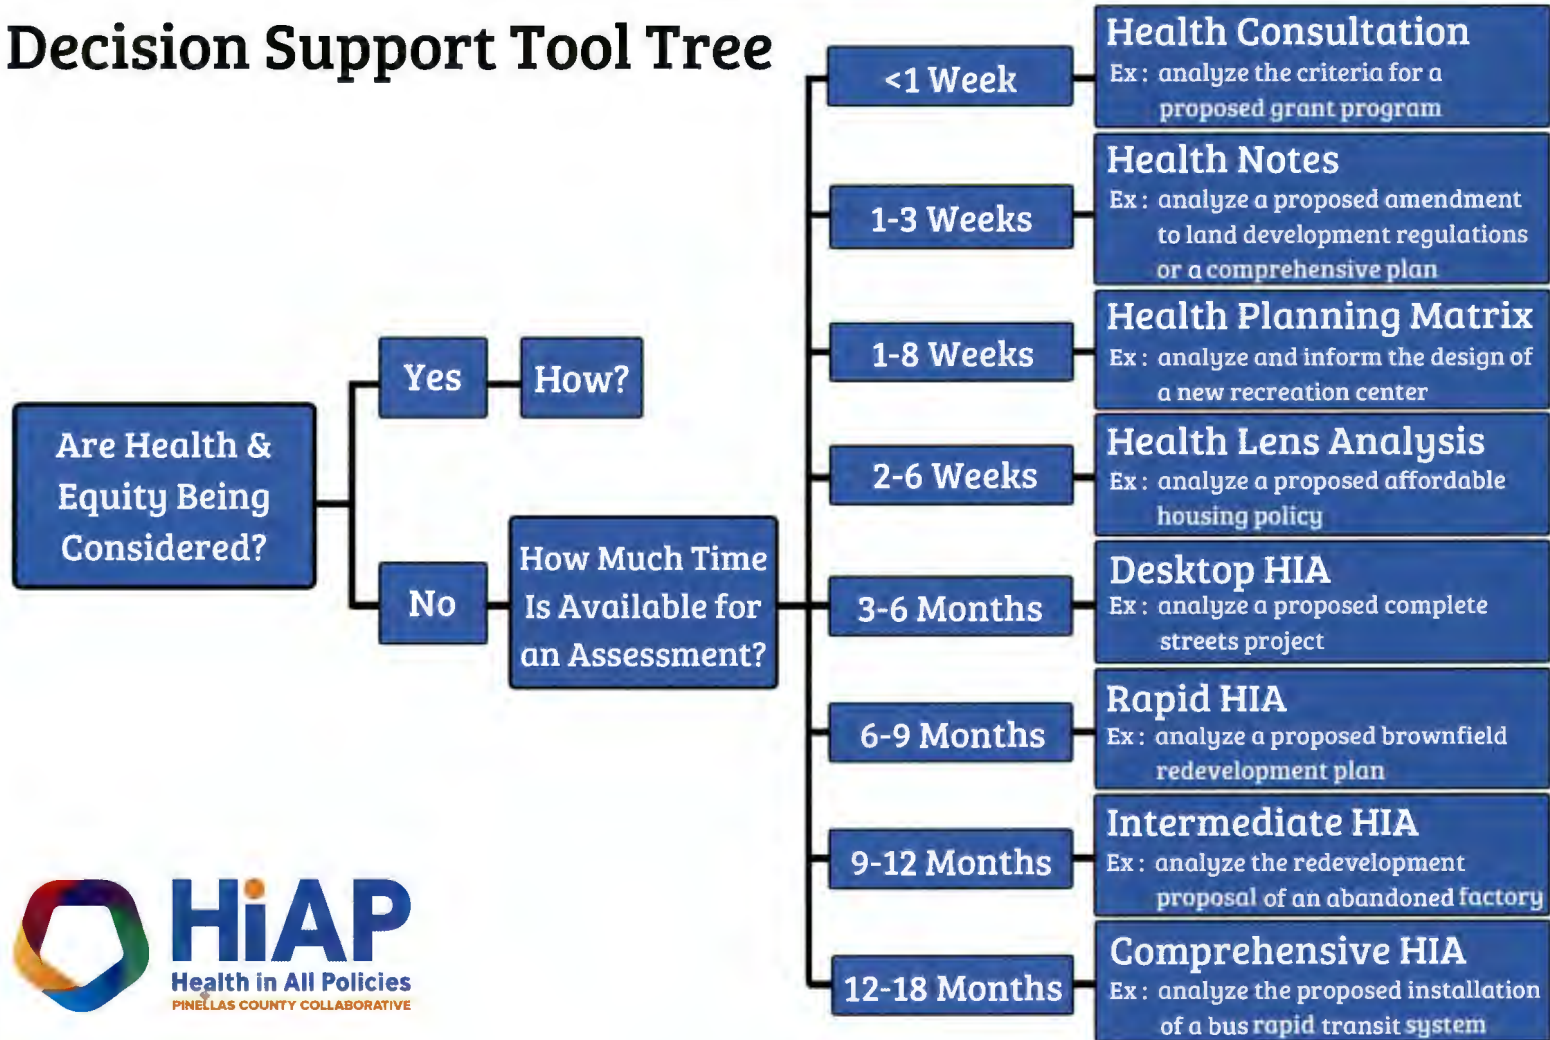 Decision Support Tool Tree
Are Health &
Equity Being
Considered?
Yes
How?
No
How Much Time
Is Available for
an Assessment?
<1 Week
Health Consultation
Ex: analyze the criteria for a
proposed grant program
1-3 Weeks
Health Notes
Ex: analyze a proposed amendment
to land development regulations
or a comprehensive plan
1-8 Weeks
Health Planning Matrix
Ex: analyze and inform the design of
a new recreation center
2-6 Weeks
Health Lens Analysis
Ex: analyze a proposed affordable
housing policy
3-6 Months
Desktop HIA
Ex: analyze a proposed complete
streets project
6-9 Months
Rapid HIA
Ex: analyze a proposed brownfield
redevelopment plan
9-12 Months
Intermediate HIA
Ex: analyze the redevelopment
proposal of an abandoned factory
12-18 Months
Comprehensive HIA
Ex: analyze the proposed installation
of a bus rapid transit system
HiAP
Health in All Policies
PINELLAS COUNTY COLLABORATIVE